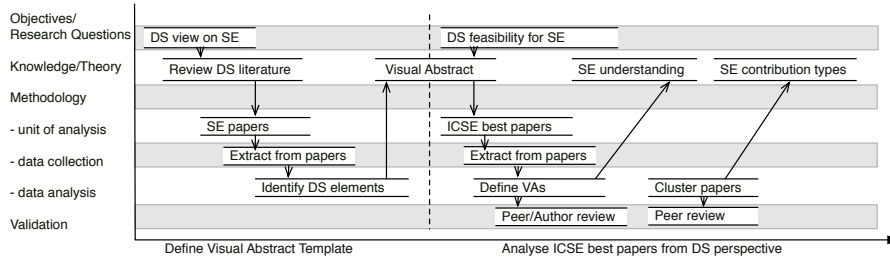 Objectives/
Research Questions
DS view on SE
DS feasibility for SE
Knowledge/Theory
Review DS literature
Visual Abstract
SE understanding
SE contribution types
Methodology
- unit of analysis
SE papers
ICSE best papers
- data collection
Extract from papers
Extract from papers
- data analysis
Identify DS elements
Define VAs
Cluster papers
Validation
Peer/Author review
Peer review
Define Visual Abstract Template
Analyse ICSE best papers from DS perspective